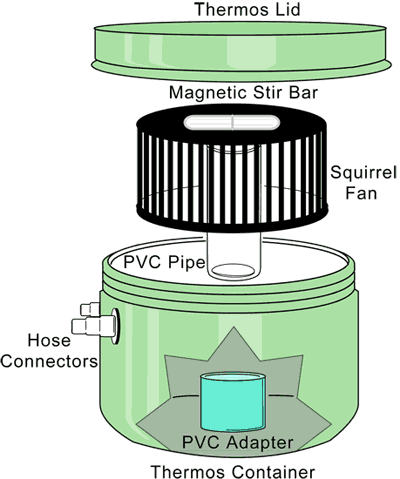 Thermos Lid
Magnetic Stir Bar
Squirrel
Fan
PVC Pipe
Hose
Connectors
PVC Adapter
Thermos Container